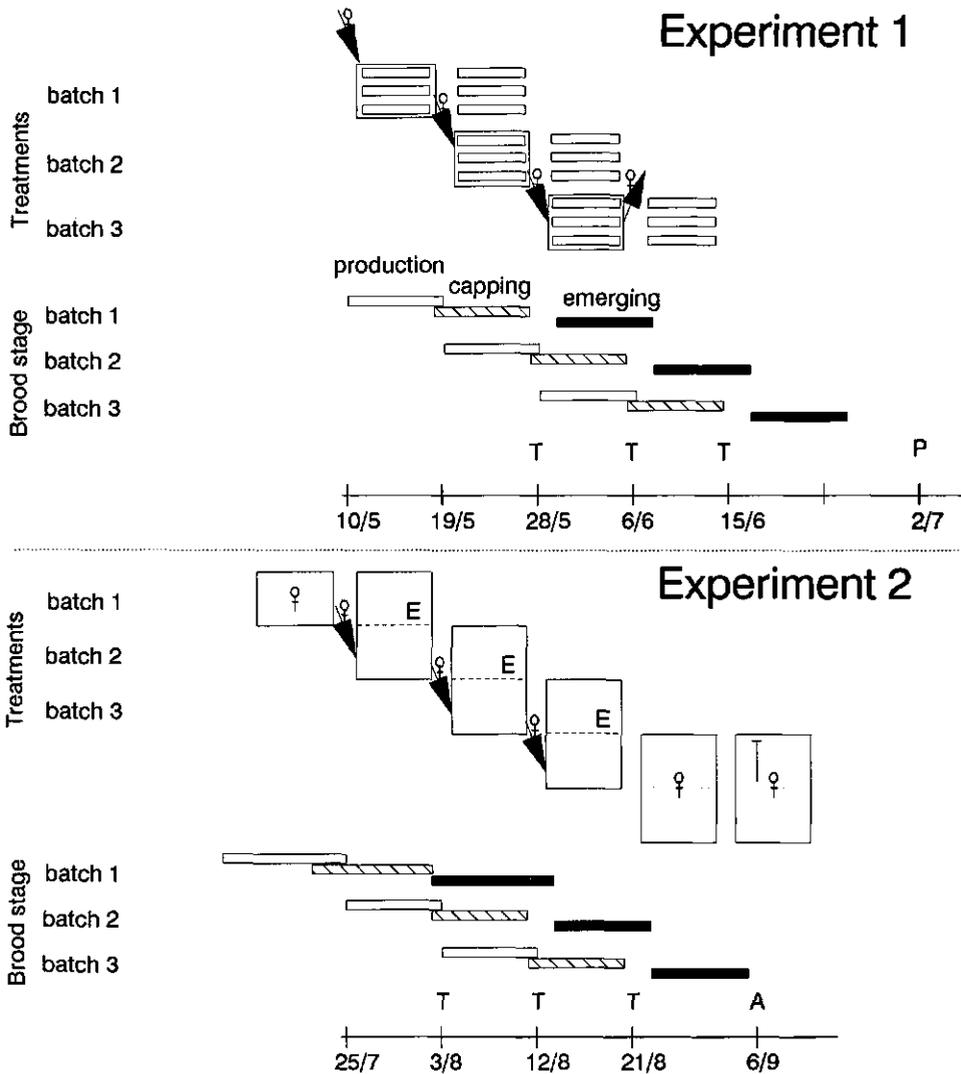 Experiment 1
Treatments
batch 1
batch 2
batch 3
Brood stage
production
capping
emerging
batch 1
batch 2
batch 3
T T T P
10/5 19/5 28/5 6/6 15/6 2/7
Experiment 2
Treatments
batch 1
E
batch 2
E
batch 3
E
Brood stage
batch 1
batch 2
batch 3
T T T A
25/7 3/8 12/8 21/8 6/9